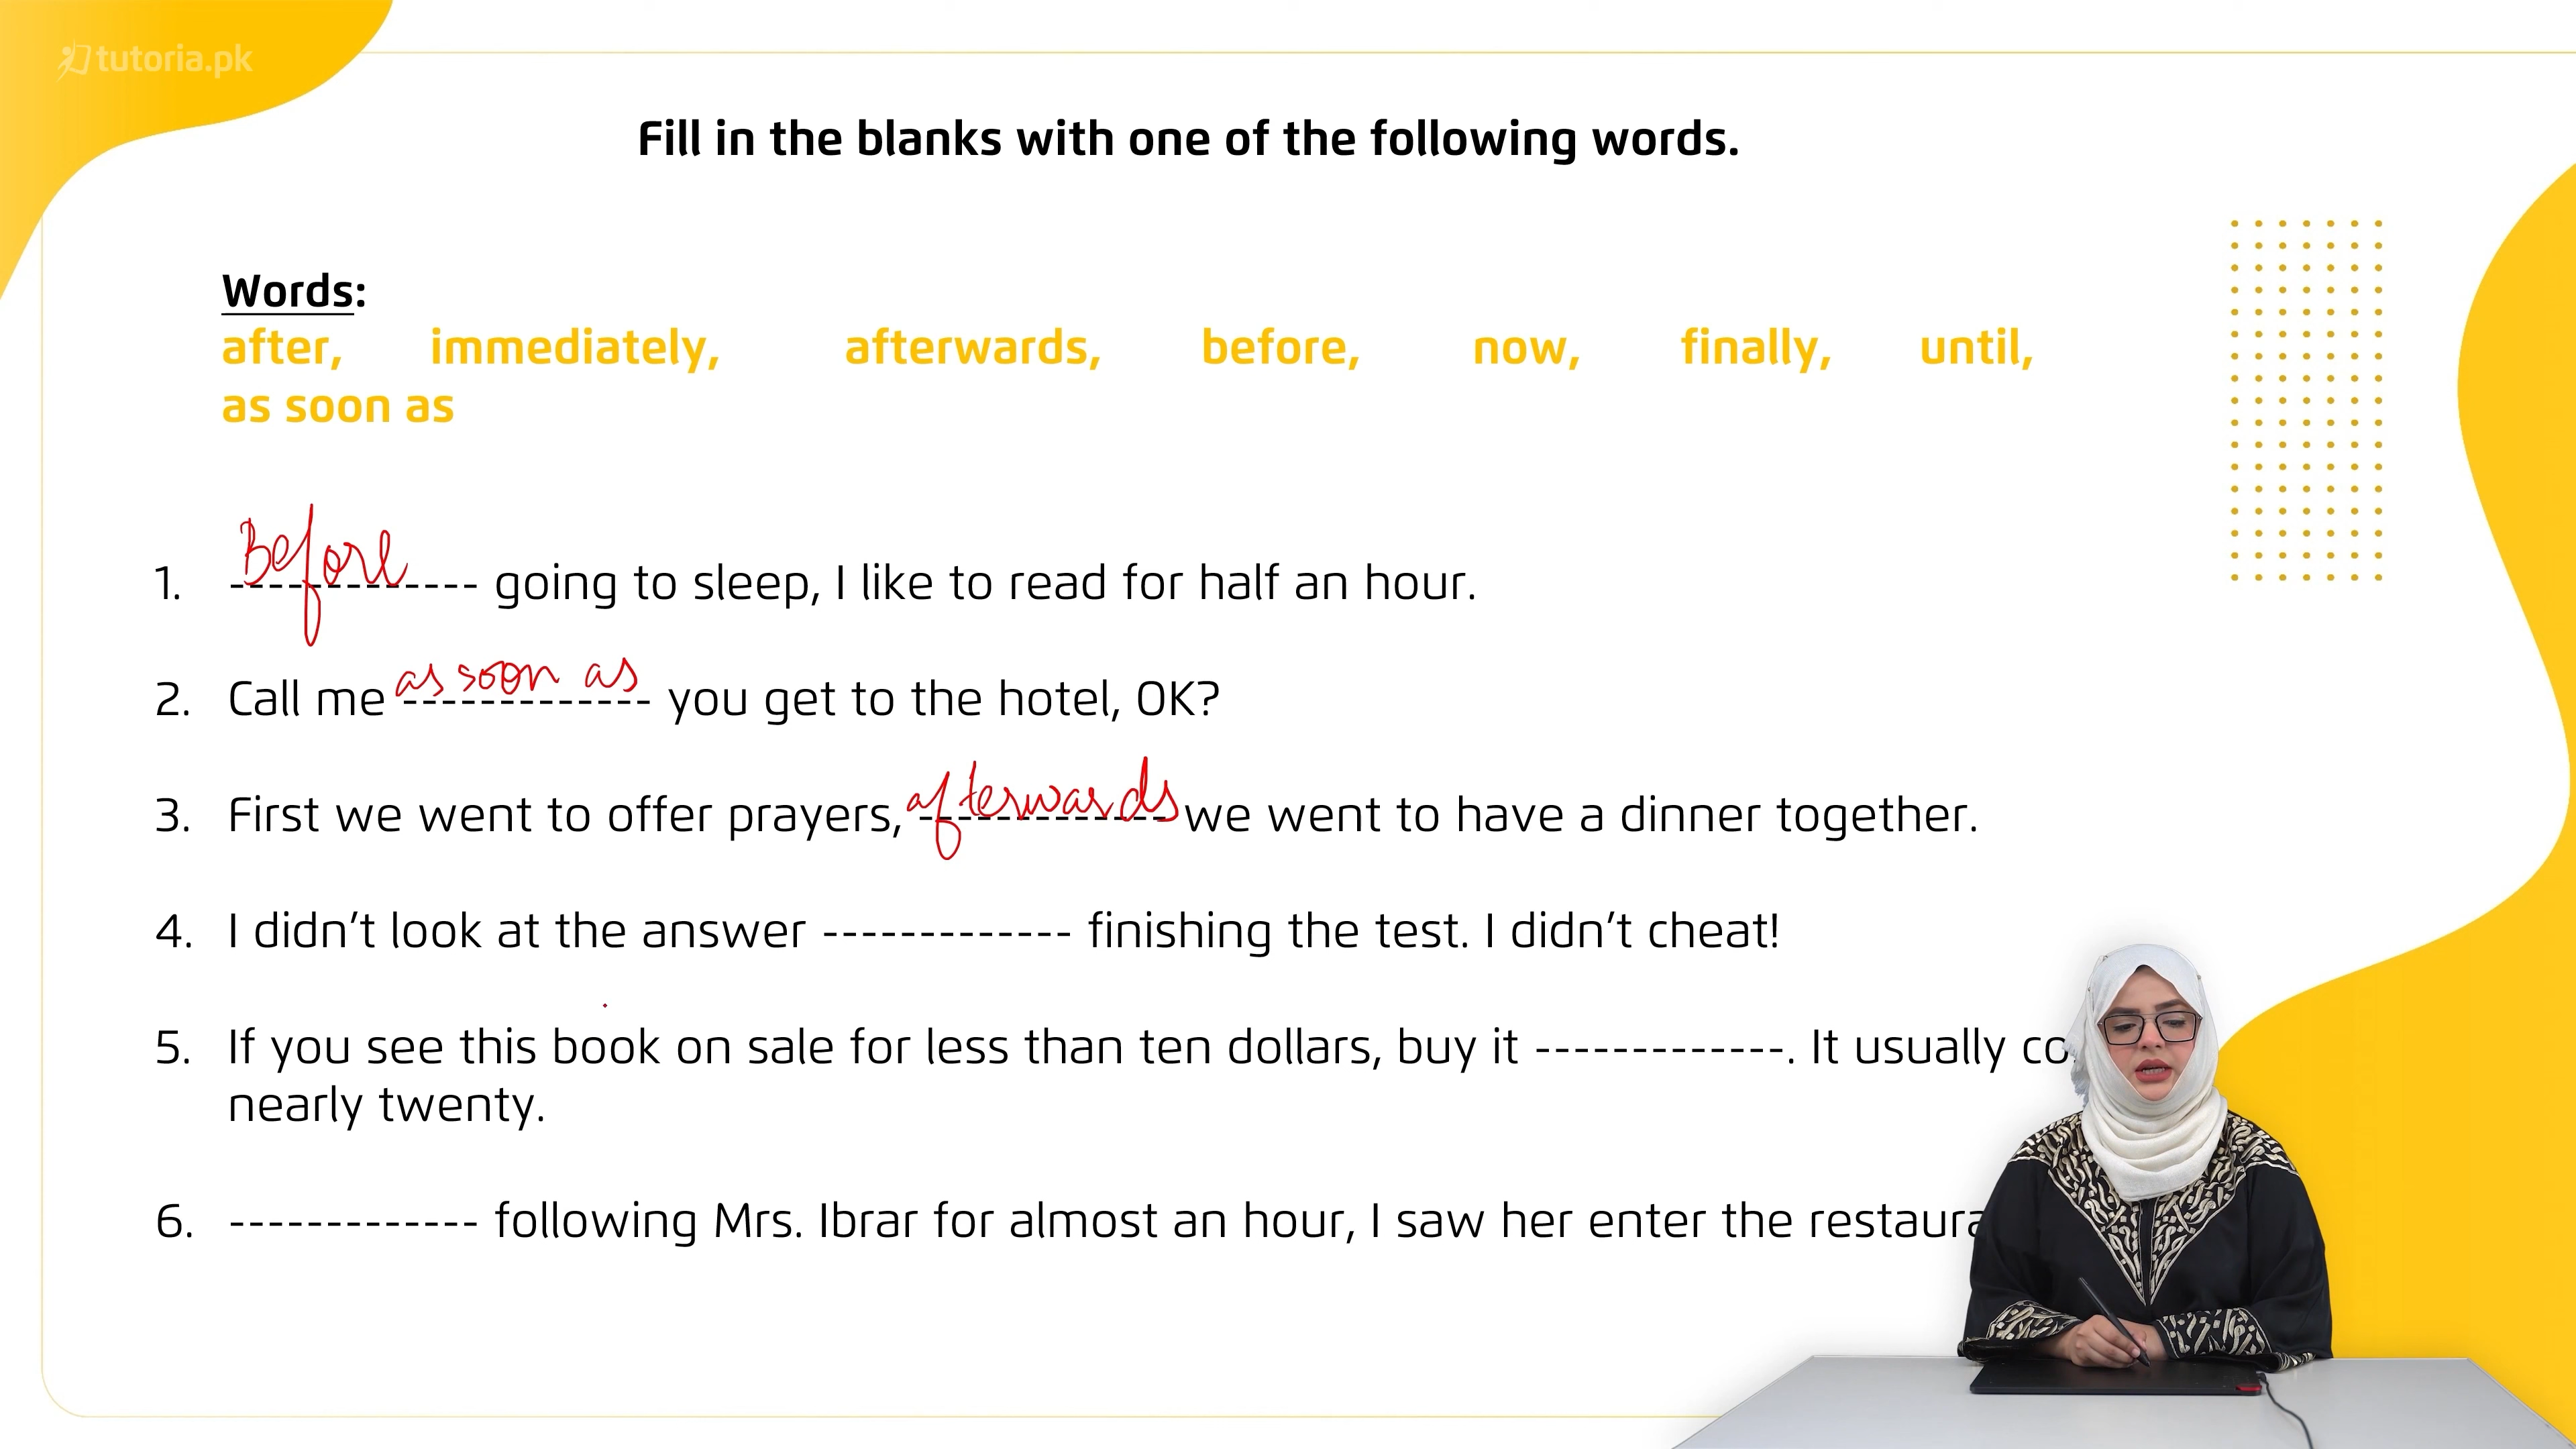 tutoria.pk
Fill in the blanks with one of the following words.
Words:
after, immediately, afterwards, before, now, finally, until,
as soon as
1. Before ------------- going to sleep, I like to read for half an hour.
2. Call me as soon as ------------- you get to the hotel, OK?
3. First we went to offer prayers, afterwards ------------- we went to have a dinner together.
4. I didn’t look at the answer ------------- finishing the test. I didn’t cheat!
5. If you see this book on sale for less than ten dollars, buy it -------------. It usually
nearly twenty.
6. ------------- following Mrs. Ibrar for almost an hour, I saw her enter the